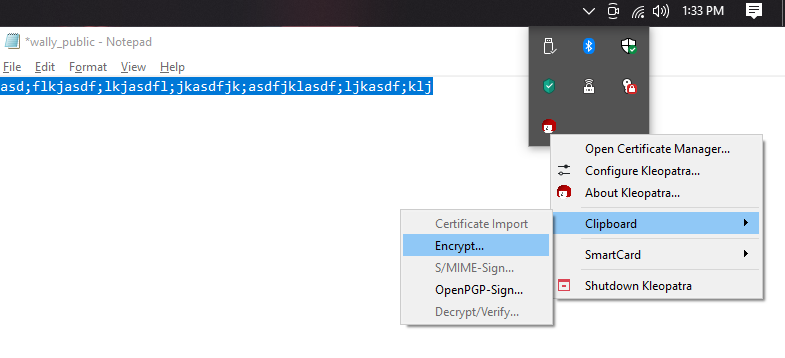 1:33 PM
*wally_public - Notepad
File Edit Format View Help
asd;flkjasdf;lkjasdfl;jkasdfjk;asdfjklasdf;ljkasdf;klj
Open Certificate Manager...
Configure Kleopatra...
About Kleopatra...
Clipboard
SmartCard
Shutdown Kleopatra
Certificate Import
Encrypt...
S/MIME-Sign...
OpenPGP-Sign...
Decrypt/Verify...